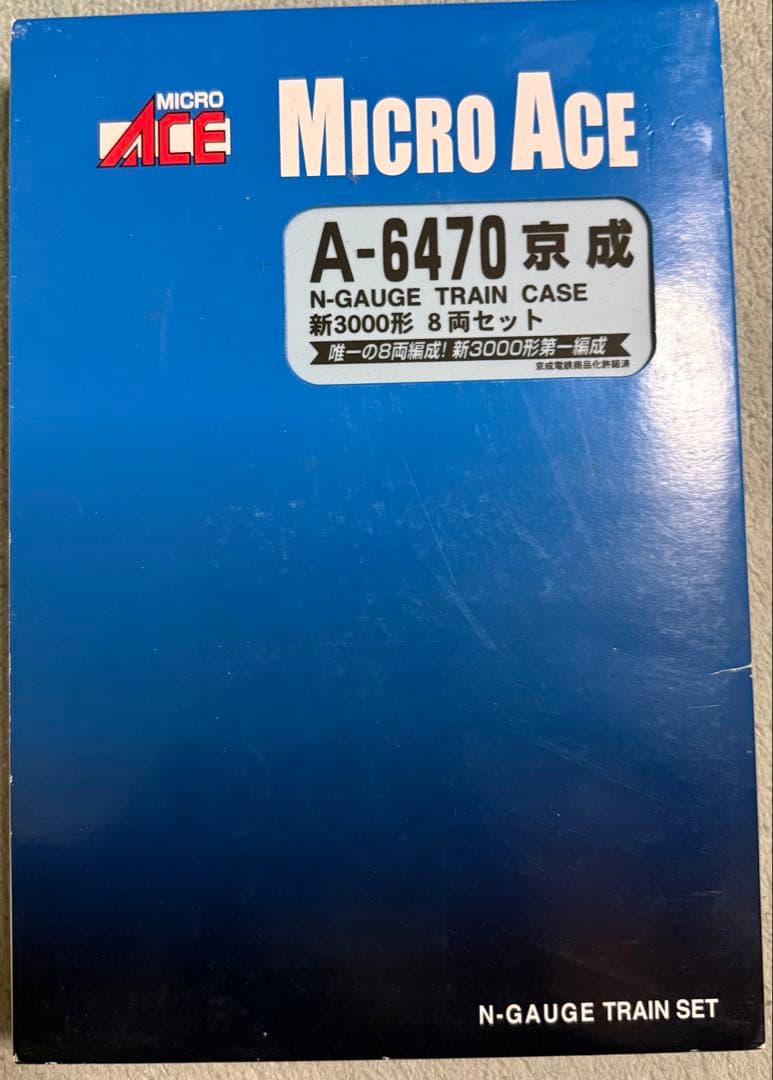 MICRO
ACE
MICRO ACE
A-6470 京成
N-GAUGE TRAIN CASE
新3000形 8両セット
唯一の8両編成! 新3000形第一編成
京成電鉄商品化許諾済
N-GAUGE TRAIN SET